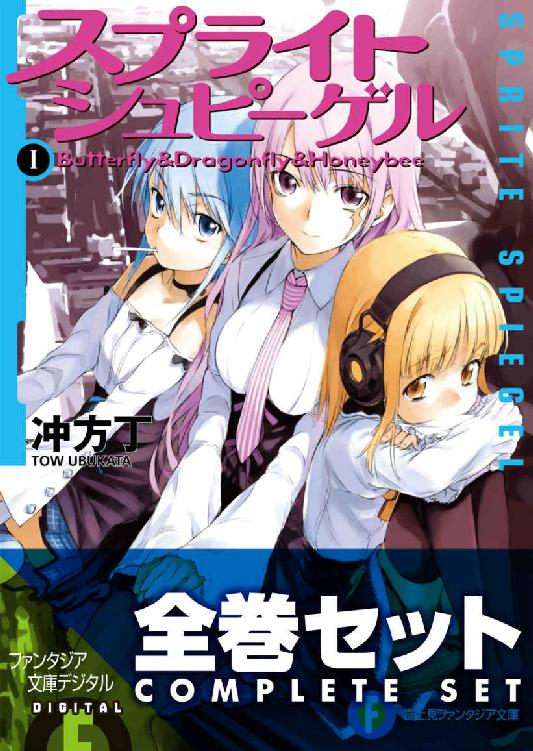 スプライト
シュピーゲル
I
Butterfly&Dragonfly&Honeybee
SPRITE SPIEGEL
冲方丁
TOW UBUKATA
全巻セット
COMPLETE SET
ファンタジア
文庫デジタル
DIGITAL
F
富士見ファンタジア文庫